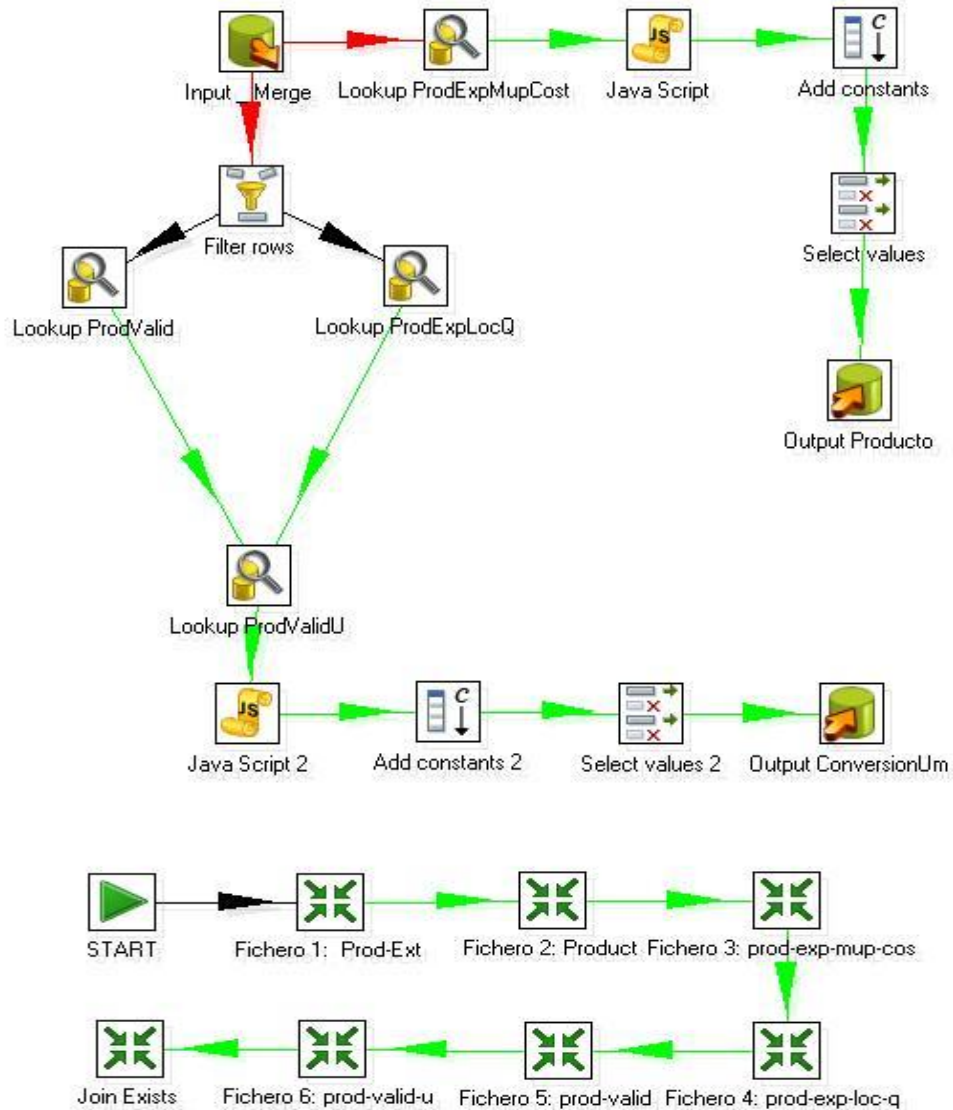 Input _ Merge
Lookup ProdExpMupCost
Java Script
Add constants
Filter rows
Select values
Lookup ProdValid
Lookup ProdExpLocQ
Output Producto
Lookup ProdValidU
Java Script 2
Add constants 2
Select values 2
Output ConversionUm
START
Fichero 1: Prod-Ext
Fichero 2: Product
Fichero 3: prod-exp-mup-cos
Join Exists
Fichero 6: prod-valid-u
Fichero 5: prod-valid
Fichero 4: prod-exp-loc-q